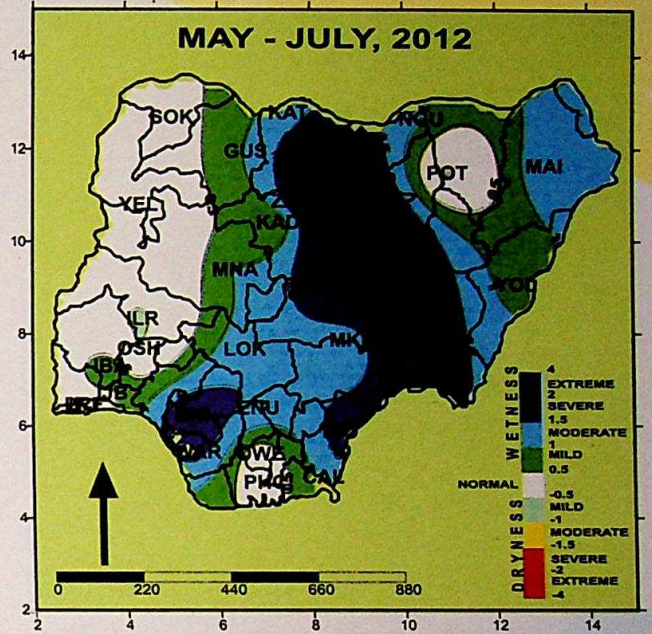 MAY - JULY, 2012
14
12
10
8
6
4
2
2
4
6
8
10
12
14
SOK
KAT
NGU
GUS
POT
MAI
YEL
KAD
MNA
YOL
ILR
OSH
LOK
MK
IBA
IJB
ENU
WAR
OWE
PHC
CAL
0
220
440
660
880
WETNESS
DRYNESS
4
EXTREME
2
SEVERE
1.5
MODERATE
1
MILD
0.5
NORMAL
-0.5
MILD
-1
MODERATE
-1.5
SEVERE
-2
EXTREME
-4